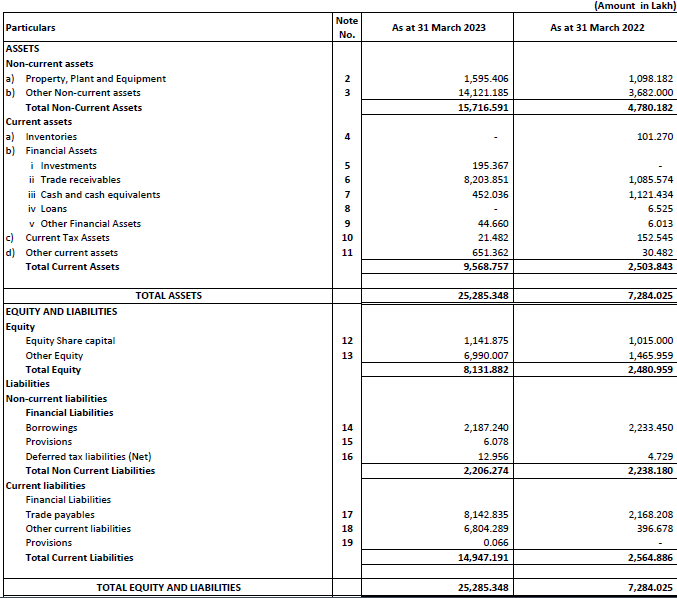 (Amount in Lakh)
Particulars Note No. As at 31 March 2023 As at 31 March 2022
ASSETS
Non-current assets
a) Property, Plant and Equipment 2 1,595.406 1,098.182
b) Other Non-current assets 3 14,121.185 3,682.000
Total Non-Current Assets 15,716.591 4,780.182
Current assets
a) Inventories 4 - 101.270
b) Financial Assets
i Investments 5 195.367 -
ii Trade receivables 6 8,203.851 1,085.574
iii Cash and cash equivalents 7 452.036 1,121.434
iv Loans 8 - 6.525
v Other Financial Assets 9 44.660 6.013
c) Current Tax Assets 10 21.482 152.545
d) Other current assets 11 651.362 30.482
Total Current Assets 9,568.757 2,503.843
TOTAL ASSETS 25,285.348 7,284.025
EQUITY AND LIABILITIES
Equity
Equity Share capital 12 1,141.875 1,015.000
Other Equity 13 6,990.007 1,465.959
Total Equity 8,131.882 2,480.959
Liabilities
Non-current liabilities
Financial Liabilities
Borrowings 14 2,187.240 2,233.450
Provisions 15 6.078
Deferred tax liabilities (Net) 16 12.956 4.729
Total Non Current Liabilities 2,206.274 2,238.180
Current liabilities
Financial Liabilities
Trade payables 17 8,142.835 2,168.208
Other current liabilities 18 6,804.289 396.678
Provisions 19 0.066 -
Total Current Liabilities 14,947.191 2,564.886
TOTAL EQUITY AND LIABILITIES 25,285.348 7,284.025